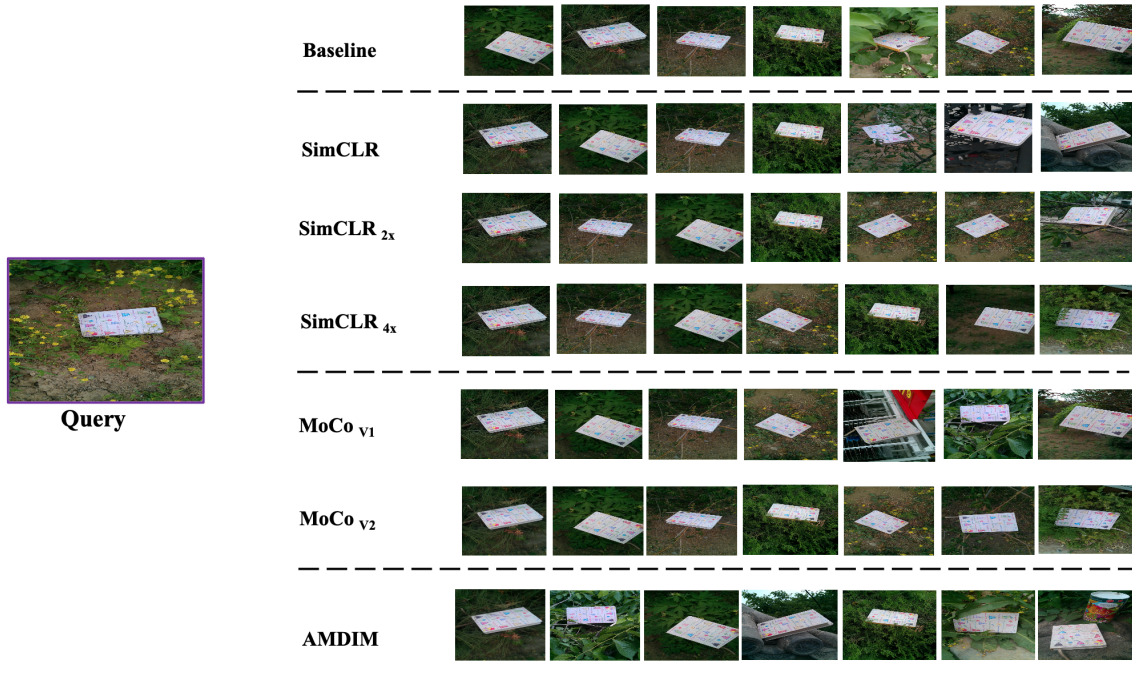 Baseline
SimCLR
SimCLR 2x
SimCLR 4x
Query
MoCo V1
MoCo V2
AMDIM